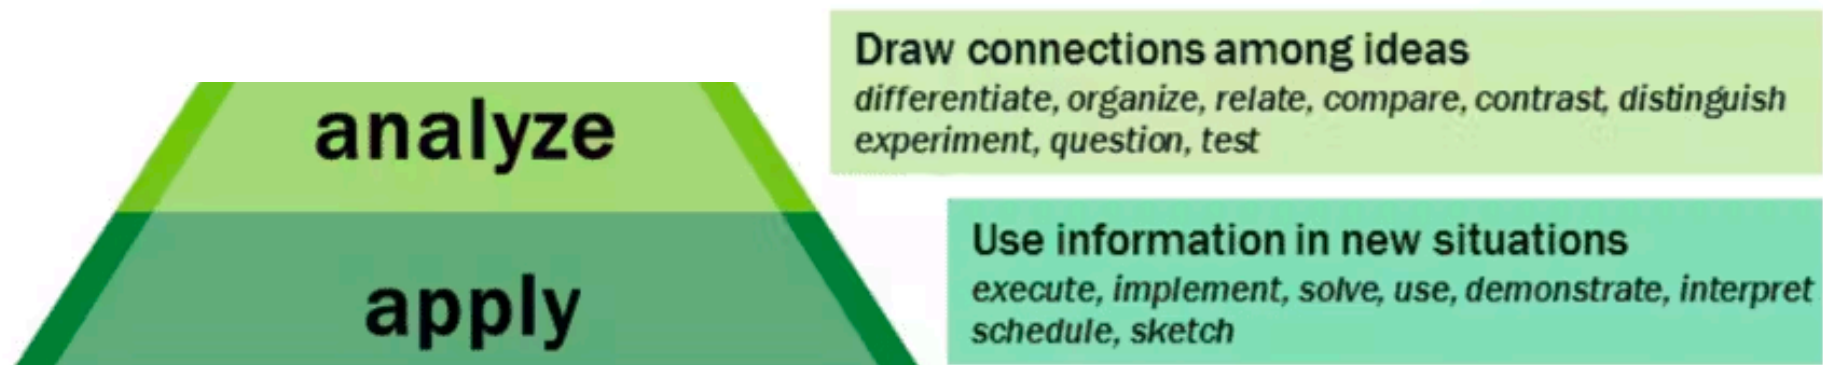 analyze
Draw connections among ideas
differentiate, organize, relate, compare, contrast, distinguish
experiment, question, test
apply
Use information in new situations
execute, implement, solve, use, demonstrate, interpret
schedule, sketch